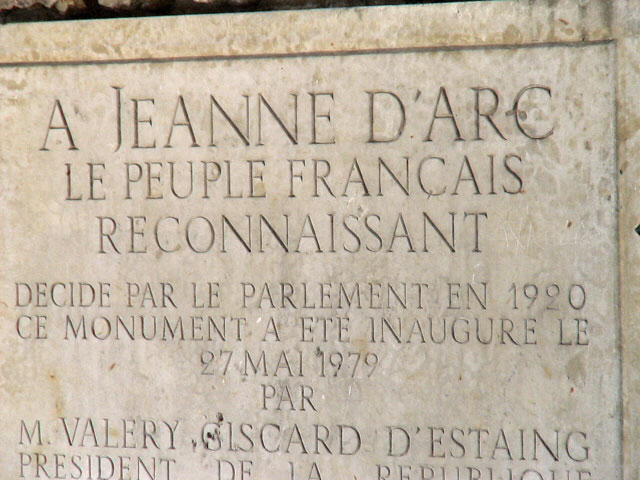 A JEANNE D'ARC
LE PEUPLE FRANÇAIS
RECONNAISSANT
DECIDE PAR LE PARLEMENT EN 1920
CE MONUMENT A ETE INAUGURE LE
27 MAI 1979
PAR
M. VALERY GISCARD D'ESTAING
PRESIDENT DE LA REPUBLIQUE